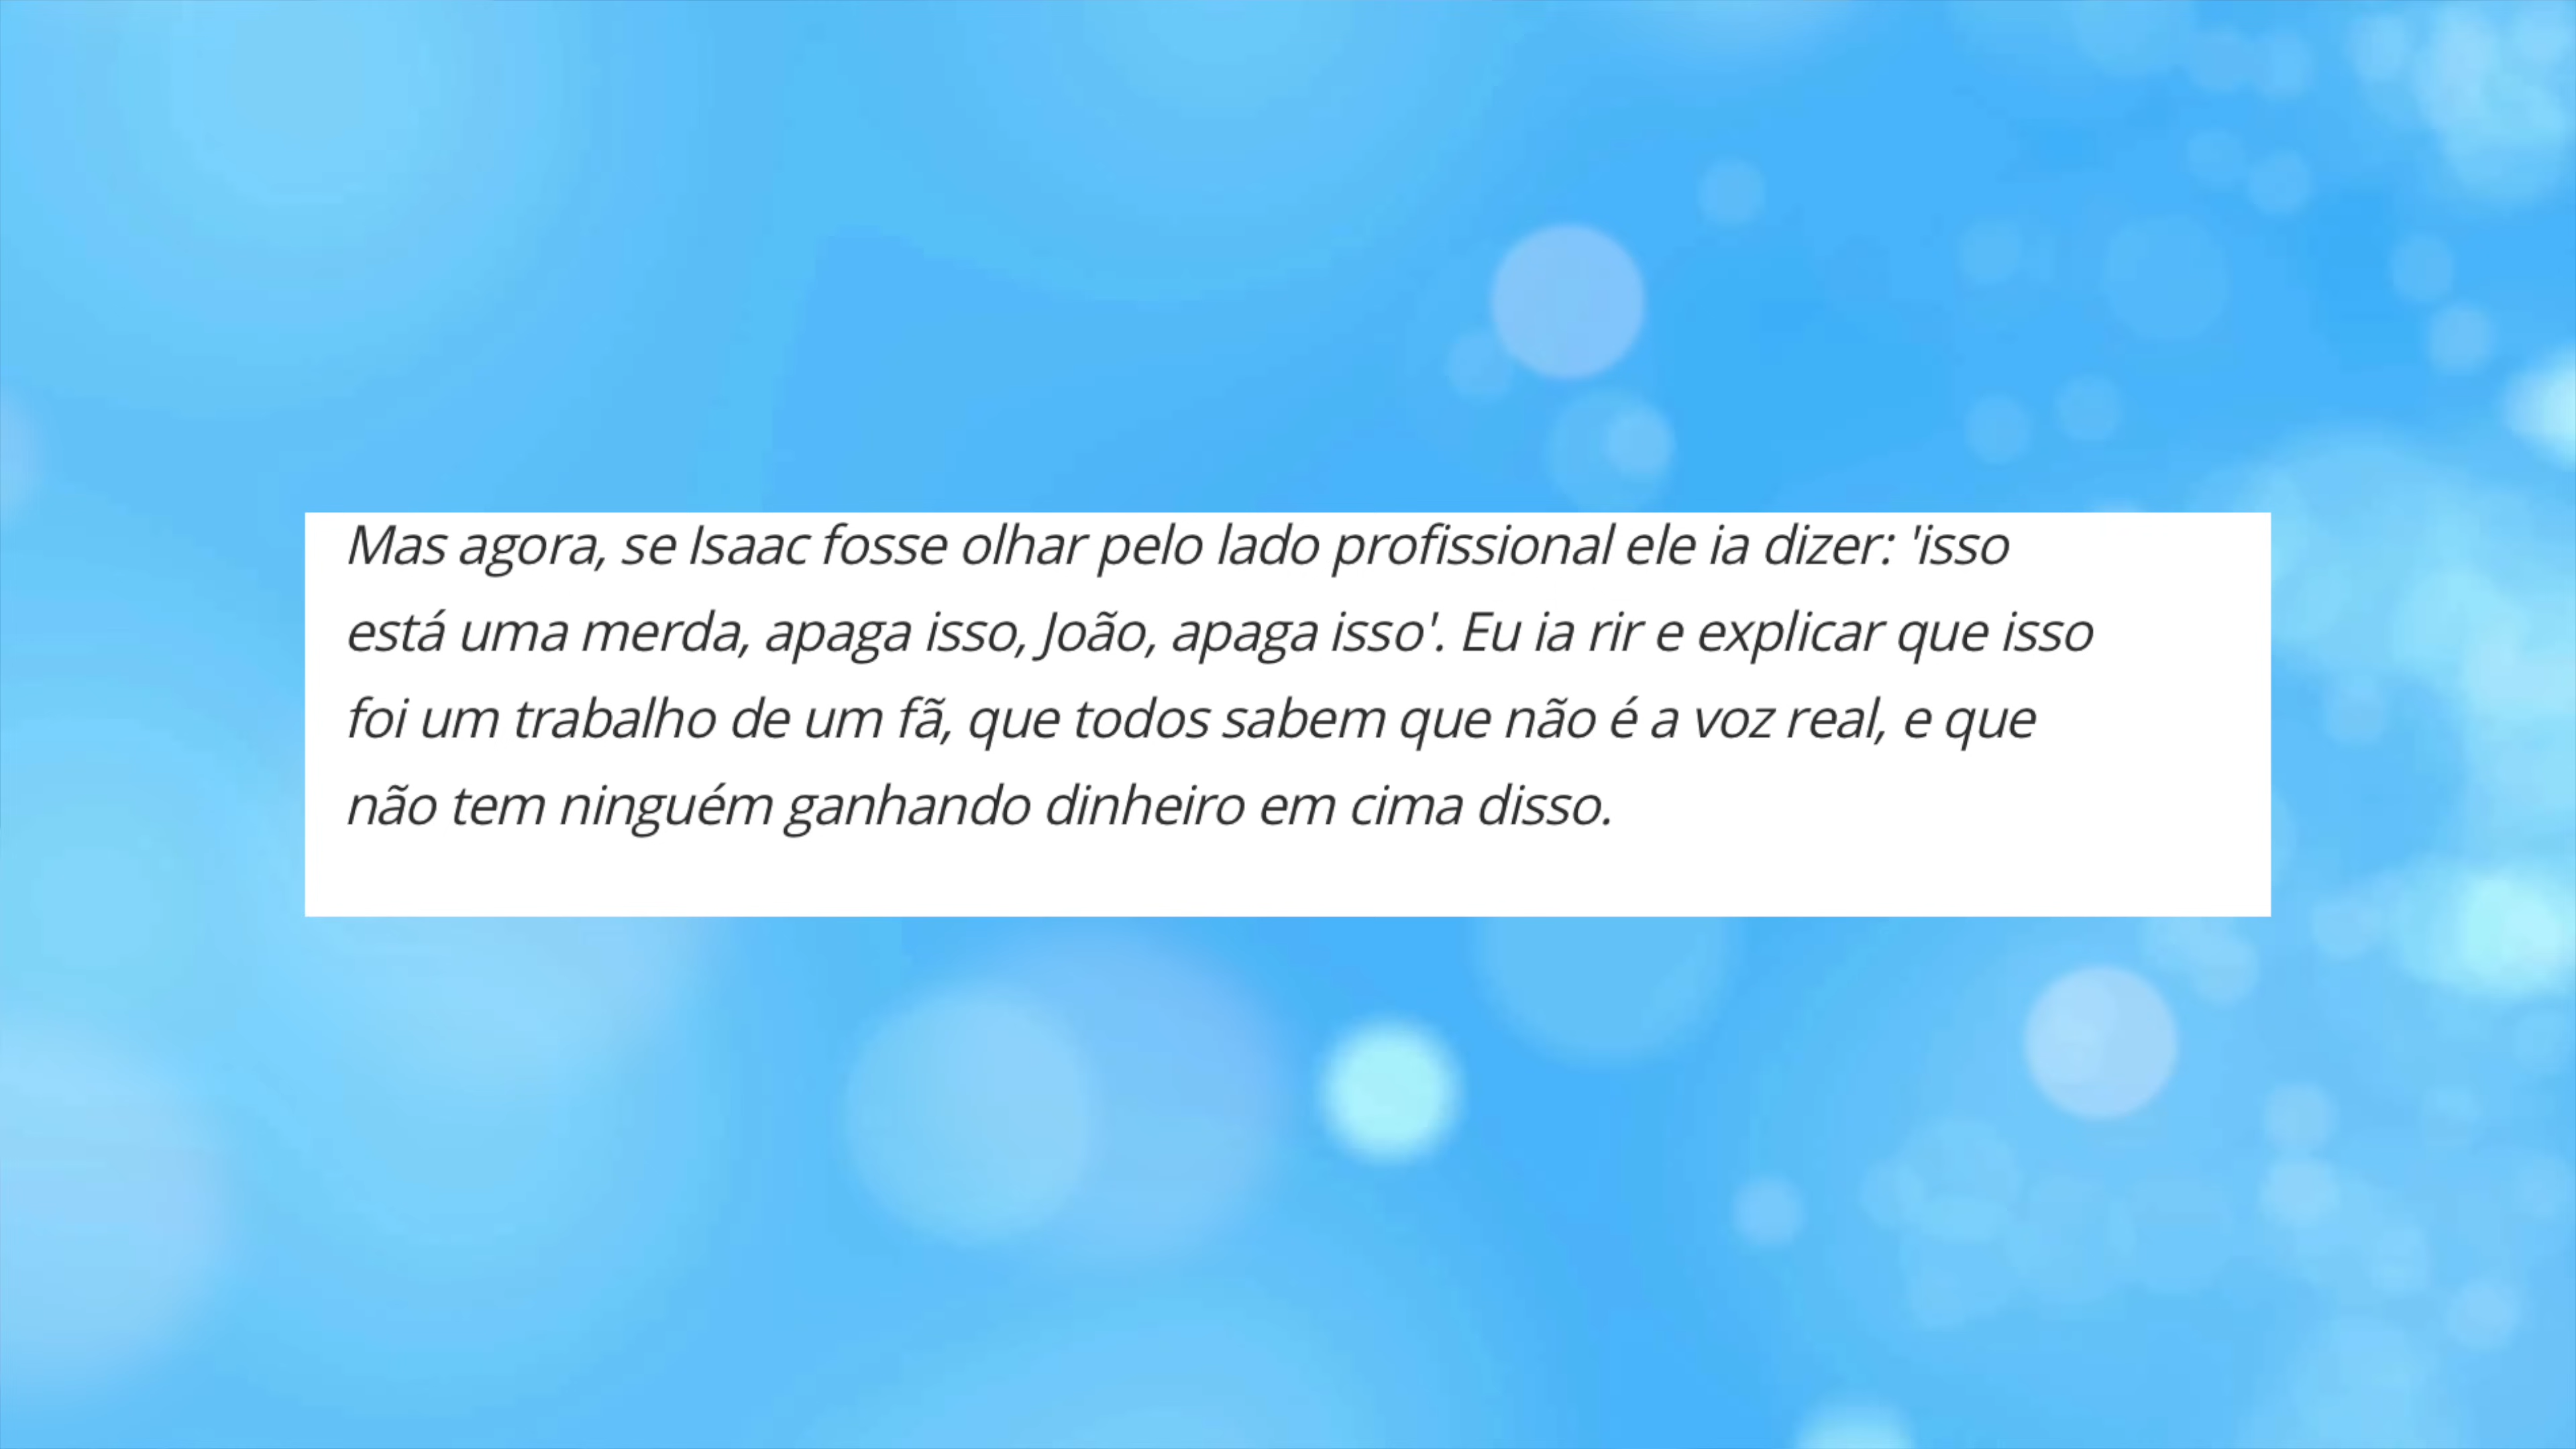 Mas agora, se Isaac fosse olhar pelo lado profissional ele ia dizer: 'isso
está uma merda, apaga isso, João, apaga isso'. Eu ia rir e explicar que isso
foi um trabalho de um fã, que todos sabem que não é a voz real, e que
não tem ninguém ganhando dinheiro em cima disso.